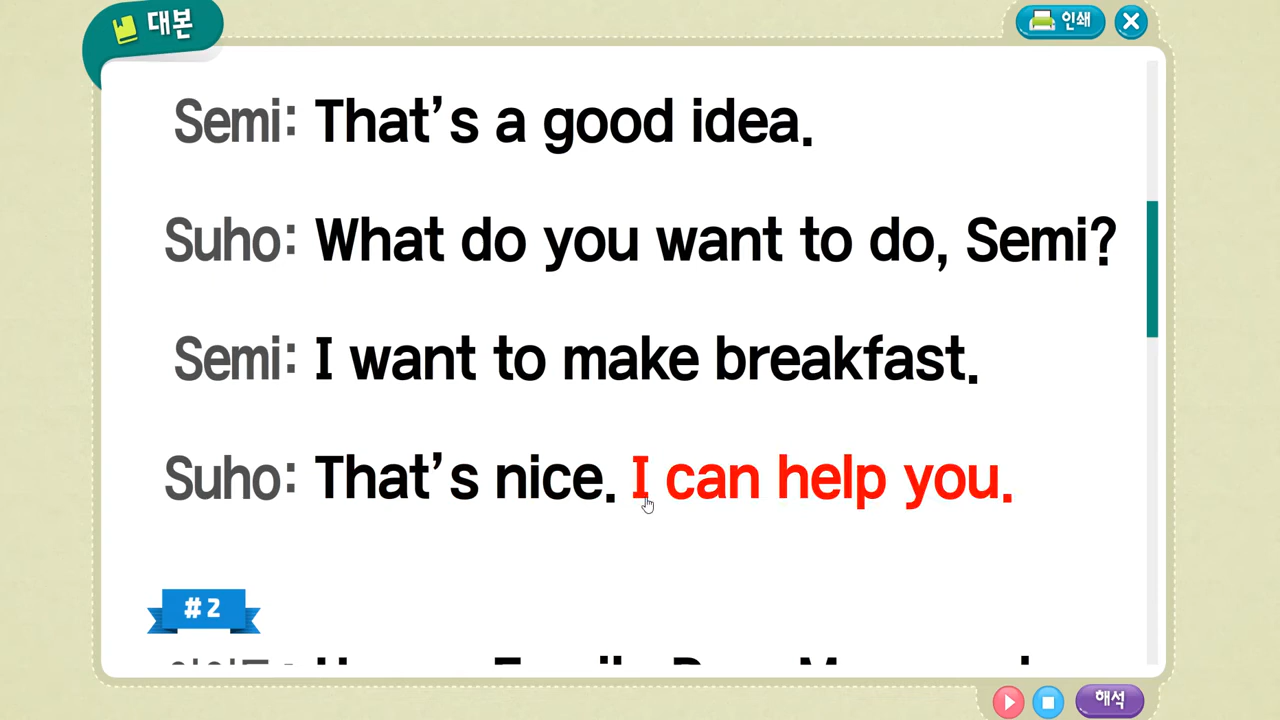 대본
인쇄
Semi: That's a good idea.
Suho: What do you want to do, Semi?
Semi: I want to make breakfast.
Suho: That's nice. I can help you.
#2
해석